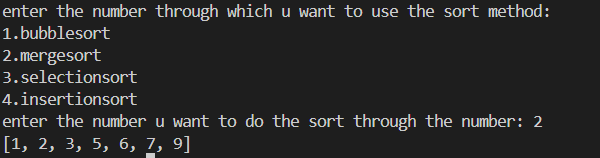 enter the number through which u want to use the sort method:
1.bubblesort
2.mergesort
3.selectionsort
4.insertionsort
enter the number u want to do the sort through the number: 2
[1, 2, 3, 5, 6, 7, 9]